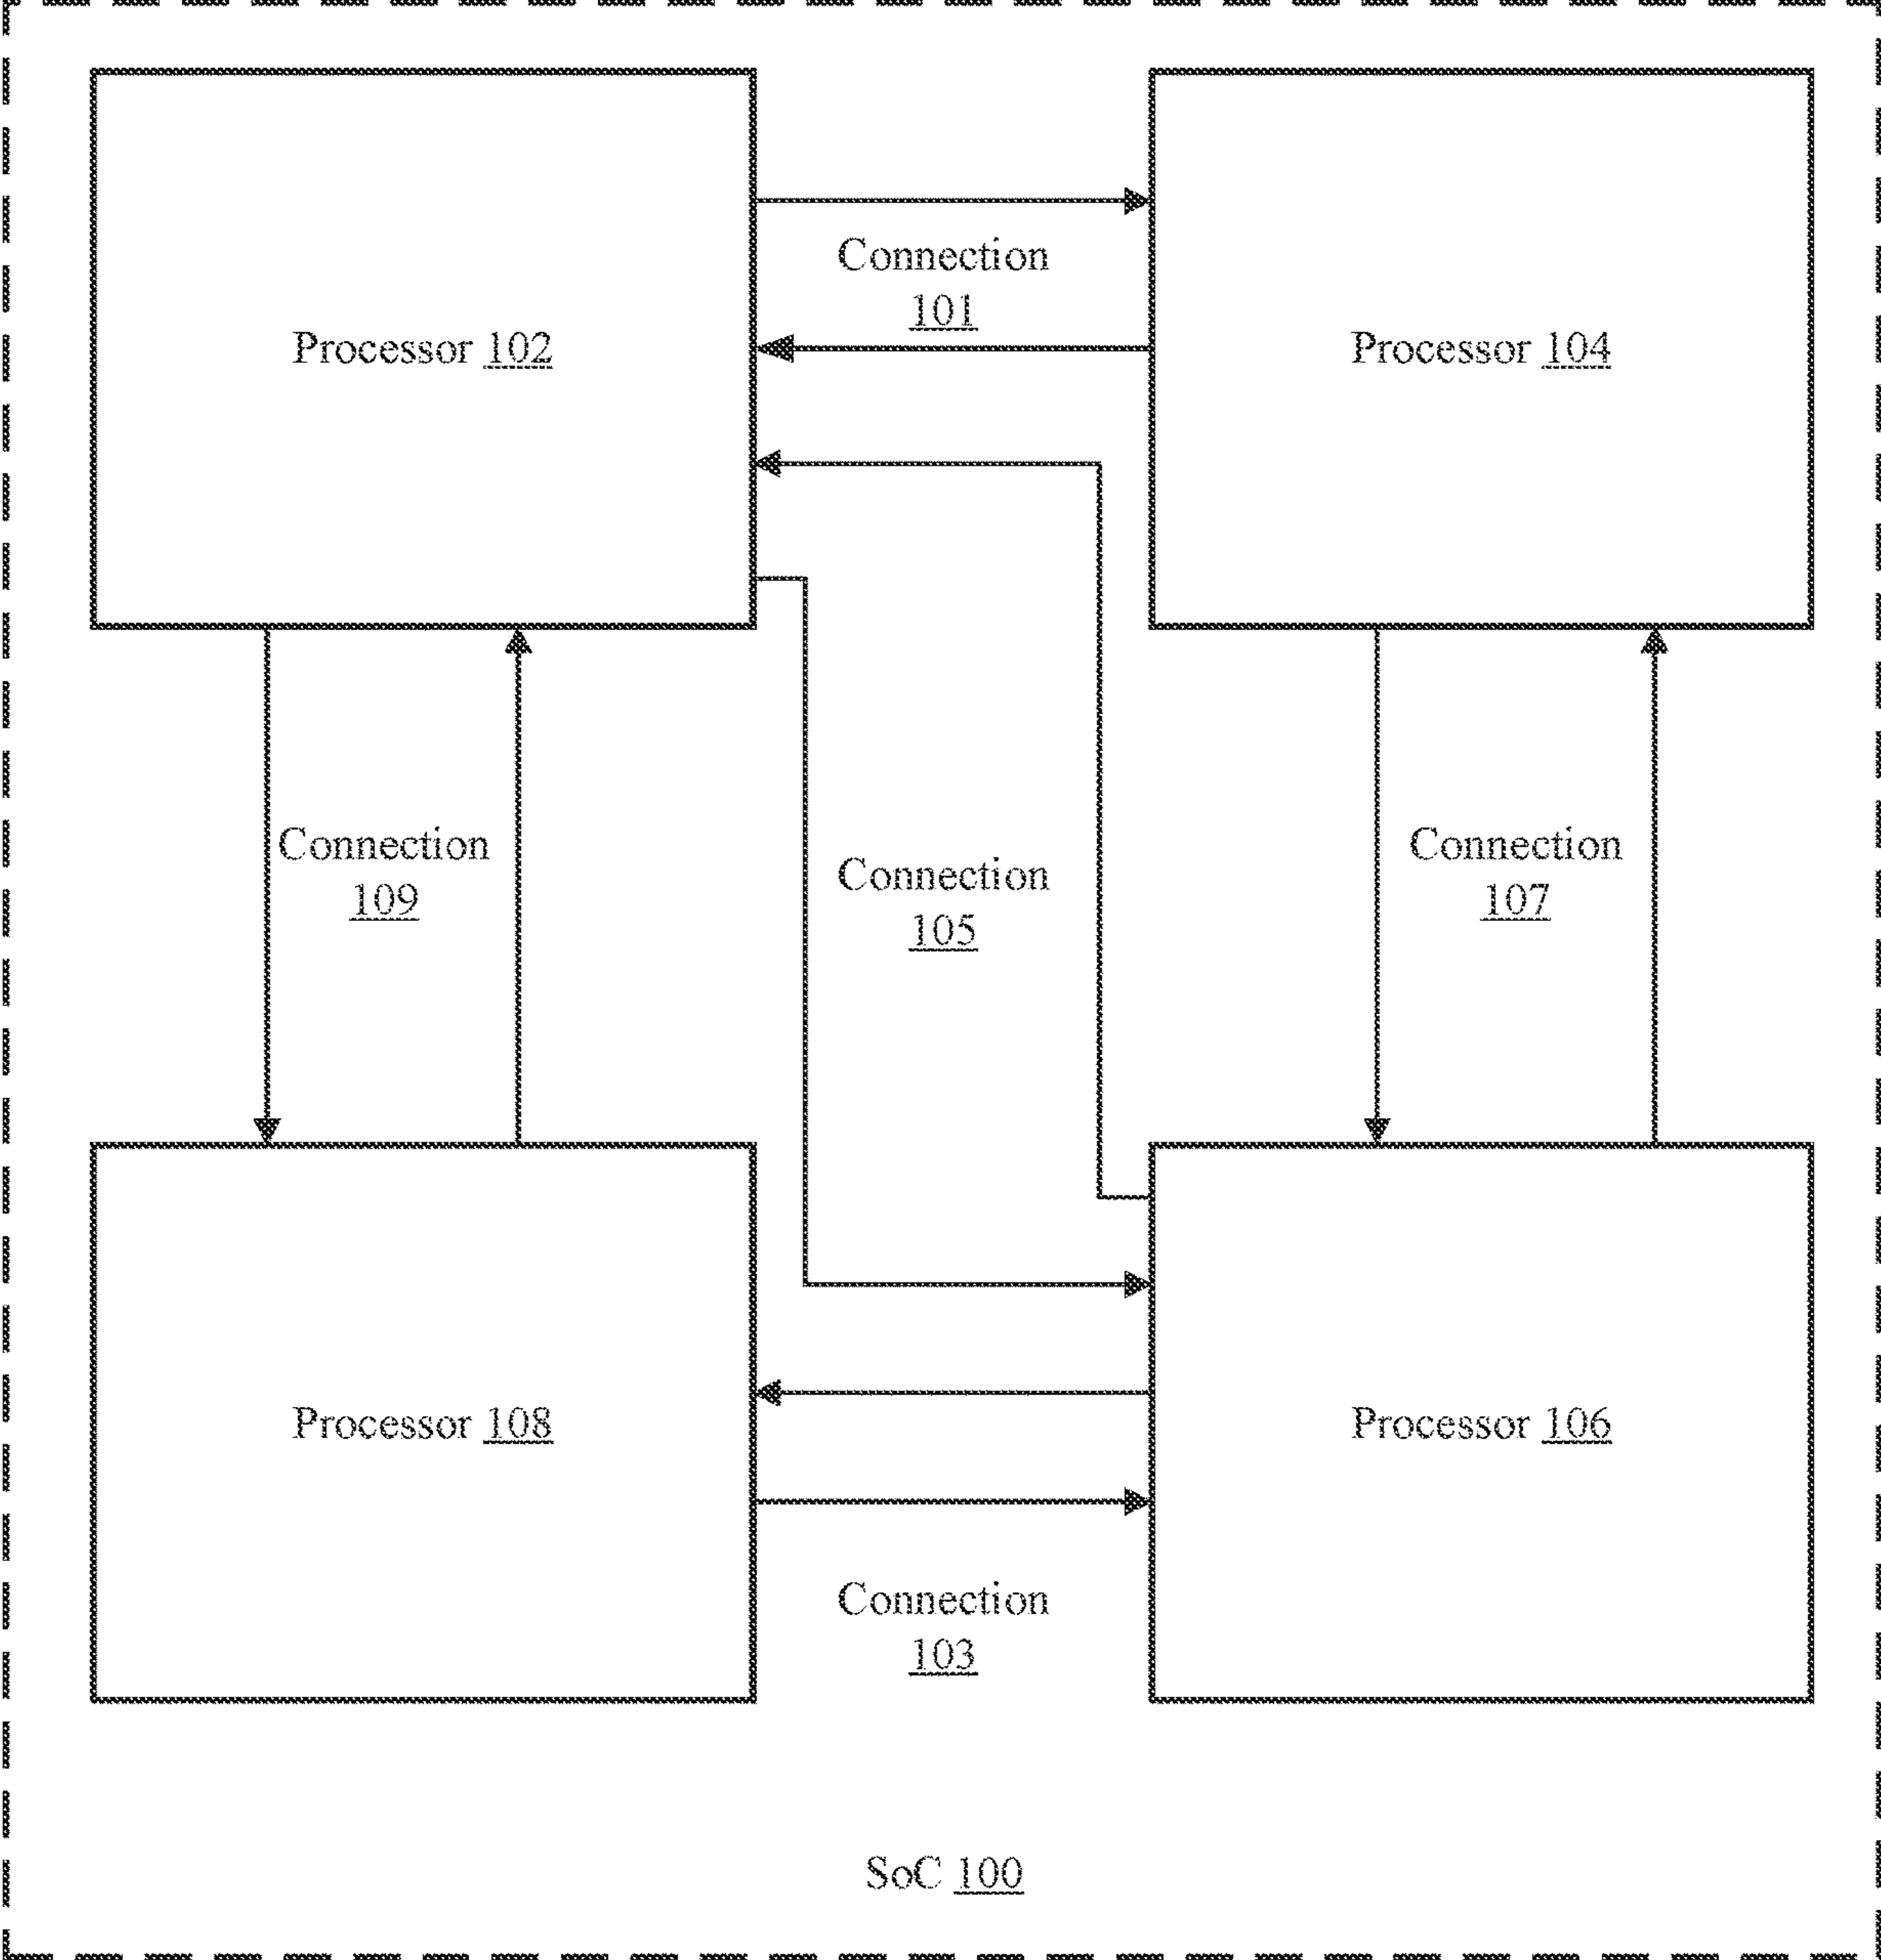 Connection
101
Processor 102
Processor 104
Connection
109
Connection
105
Connection
107
Processor 108
Processor 106
Connection
103
SoC 100